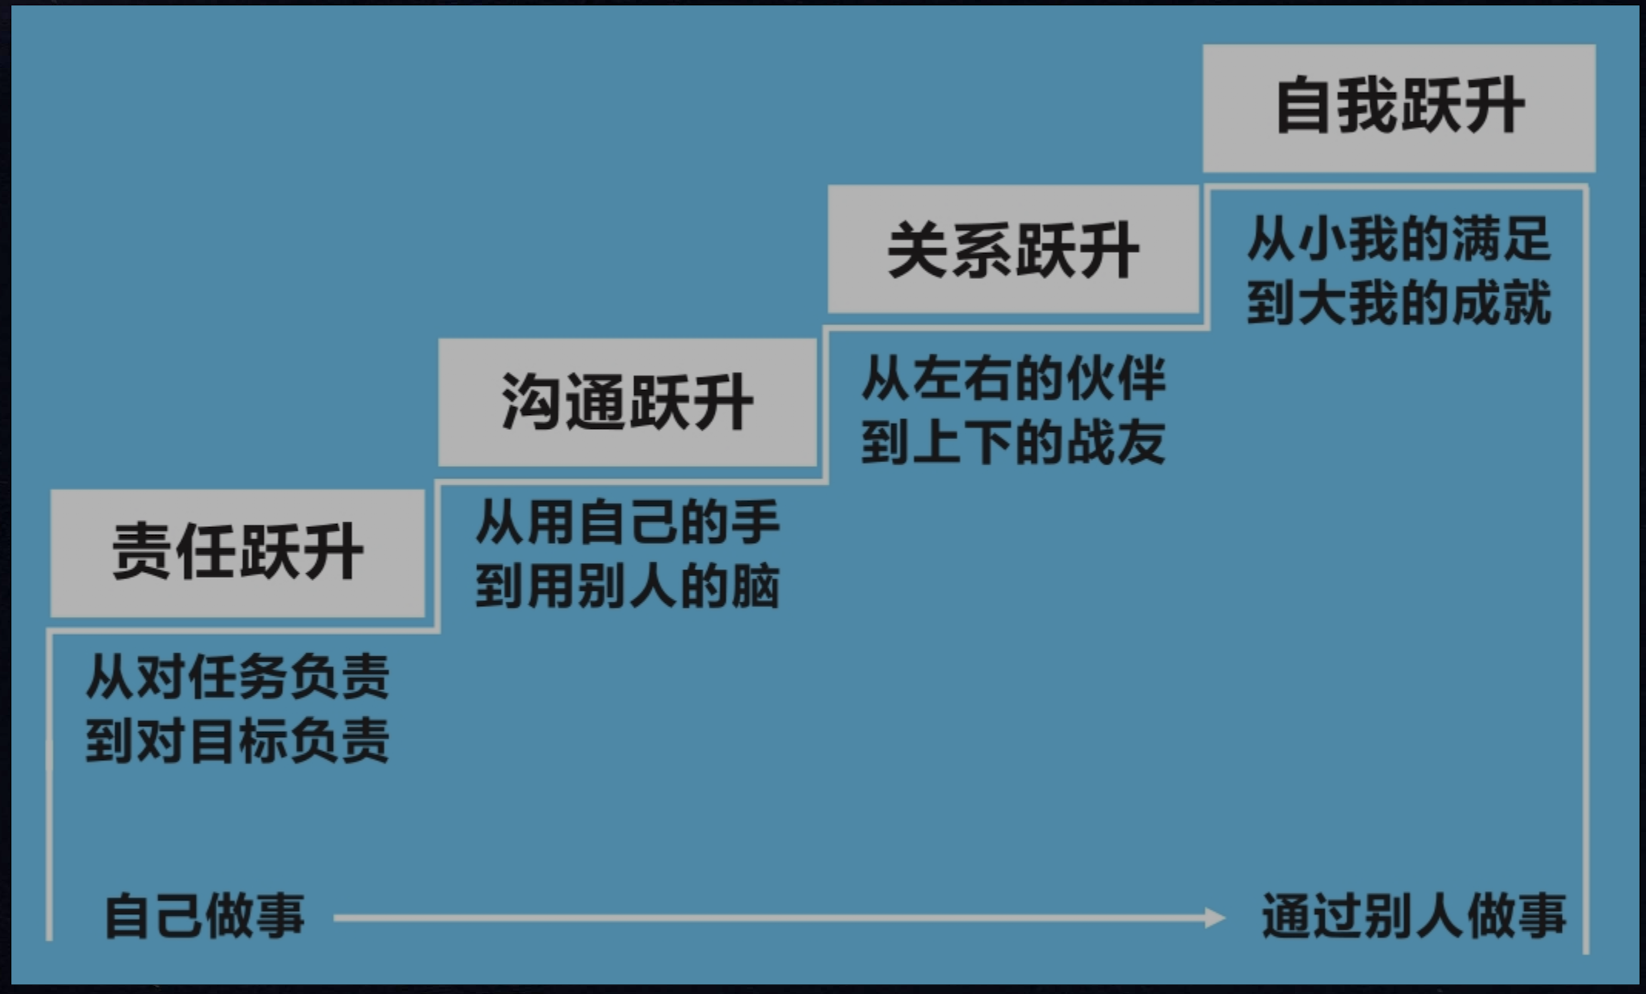 自我跃升
从小我的满足
到大我的成就
关系跃升
从左右的伙伴
到上下的战友
沟通跃升
从用自己的手
到用别人的脑
责任跃升
从对任务负责
到对目标负责
自己做事
通过别人做事